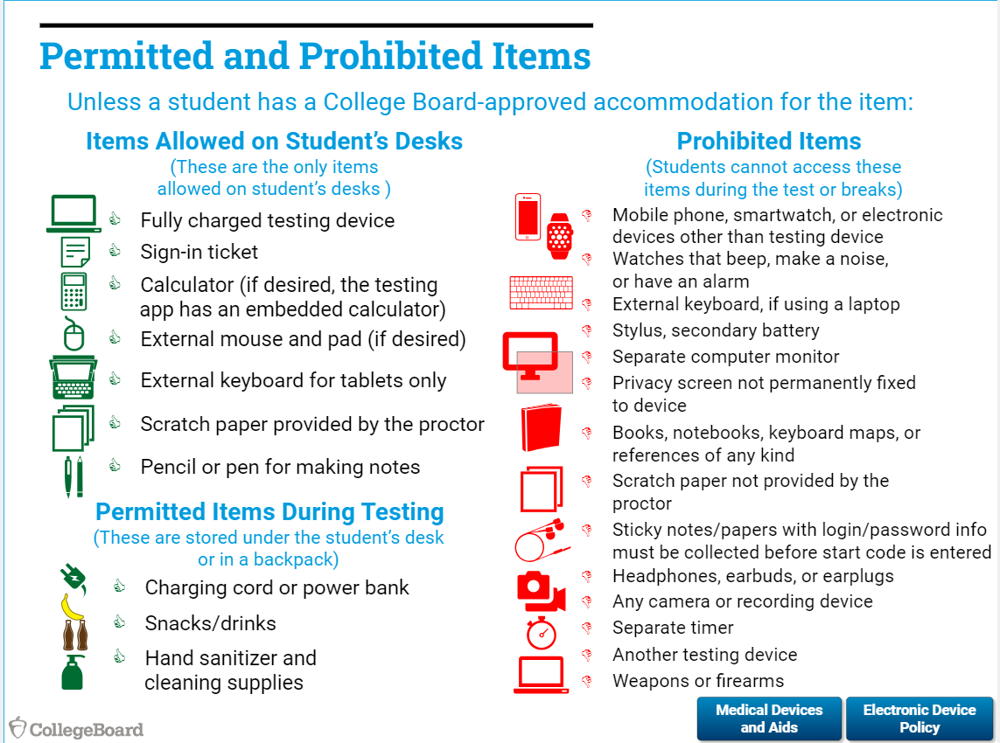 Permitted and Prohibited Items
Unless a student has a College Board-approved accommodation for the item:
Items Allowed on Student’s Desks
(These are the only items
allowed on student’s desks )
Fully charged testing device
Sign-in ticket
Calculator (if desired, the testing
app has an embedded calculator)
External mouse and pad (if desired)
External keyboard for tablets only
Scratch paper provided by the proctor
Pencil or pen for making notes
Permitted Items During Testing
(These are stored under the student’s desk
or in a backpack)
Charging cord or power bank
Snacks/drinks
Hand sanitizer and
cleaning supplies
Prohibited Items
(Students cannot access these
items during the test or breaks)
Mobile phone, smartwatch, or electronic
devices other than testing device
Watches that beep, make a noise,
or have an alarm
External keyboard, if using a laptop
Stylus, secondary battery
Separate computer monitor
Privacy screen not permanently fixed
to device
Books, notebooks, keyboard maps, or
references of any kind
Scratch paper not provided by the
proctor
Sticky notes/papers with login/password info
must be collected before start code is entered
Headphones, earbuds, or earplugs
Any camera or recording device
Separate timer
Another testing device
Weapons or firearms
Medical Devices
and Aids
Electronic Device
Policy
CollegeBoard